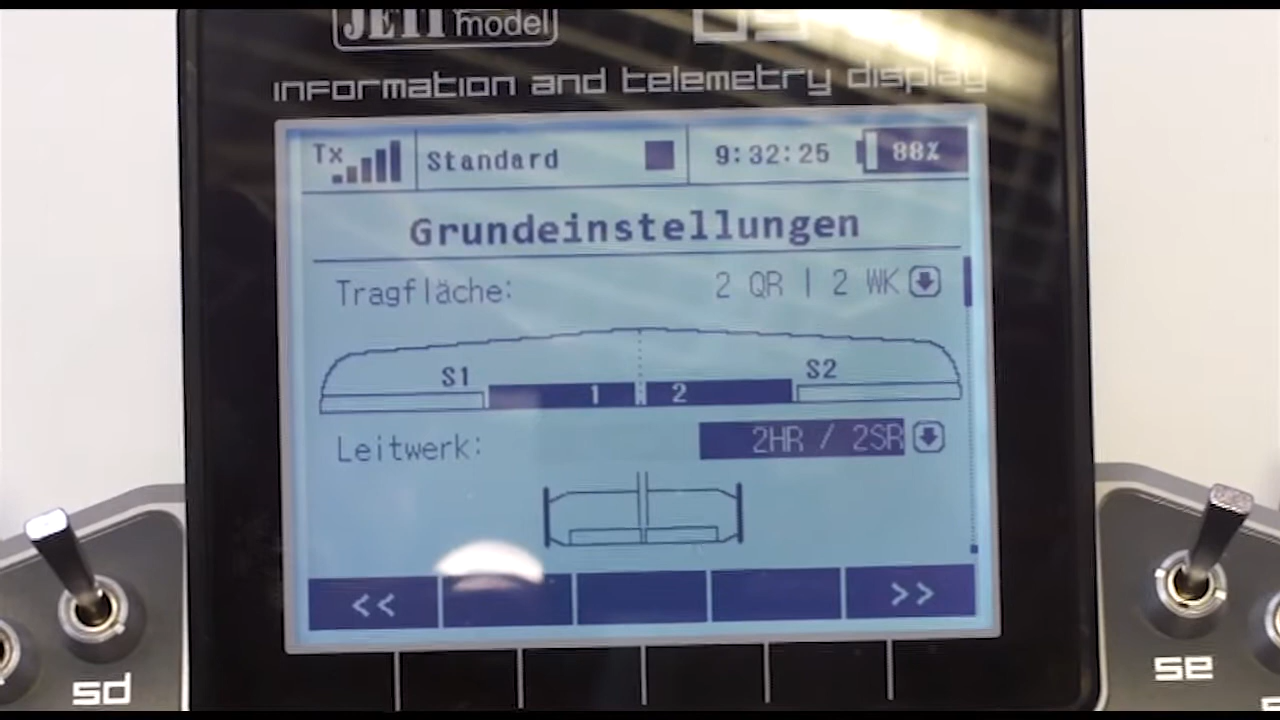 JETI model
information and telemetry display
Tx Standard 9:32:25 88%
Grundeinstellungen
Tragfläche: 2 QR | 2 WK
S1 S2
1 2
Leitwerk: 2HR / 2SR
<< >>
sd se